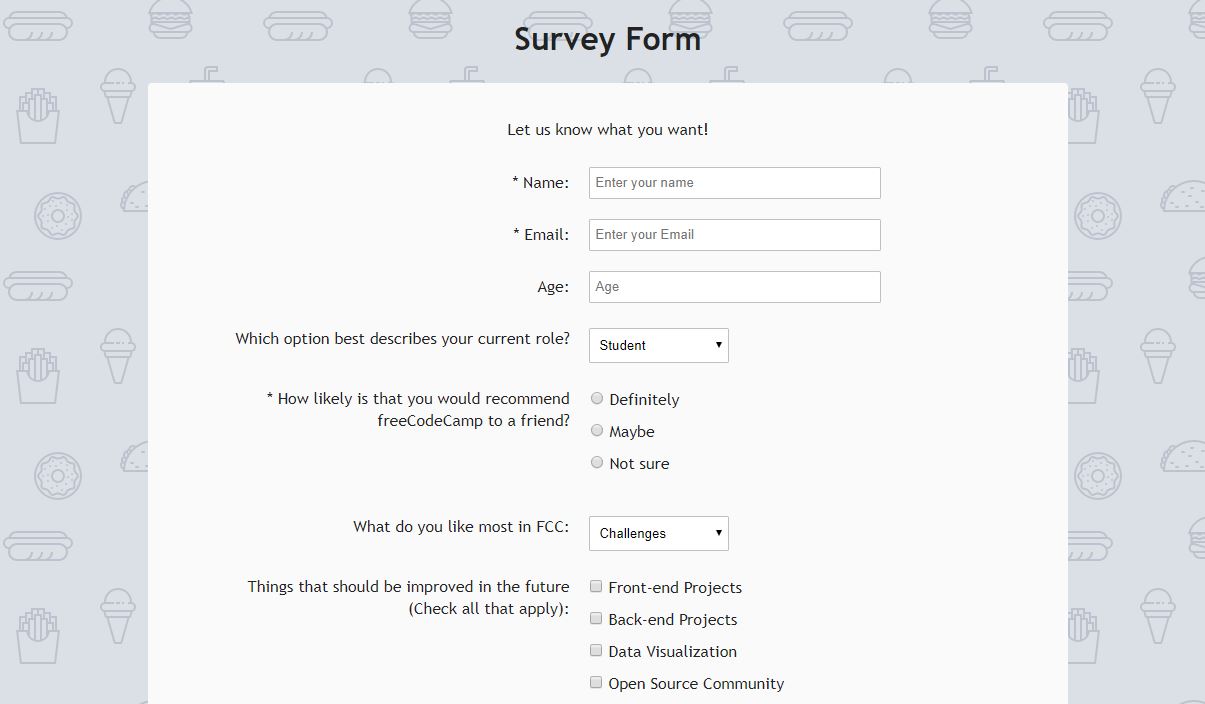 Survey Form
Let us know what you want!
* Name: Enter your name
* Email: Enter your Email
Age: Age
Which option best describes your current role? Student
* How likely is that you would recommend
freeCodeCamp to a friend?
Definitely
Maybe
Not sure
What do you like most in FCC: Challenges
Things that should be improved in the future
(Check all that apply):
Front-end Projects
Back-end Projects
Data Visualization
Open Source Community